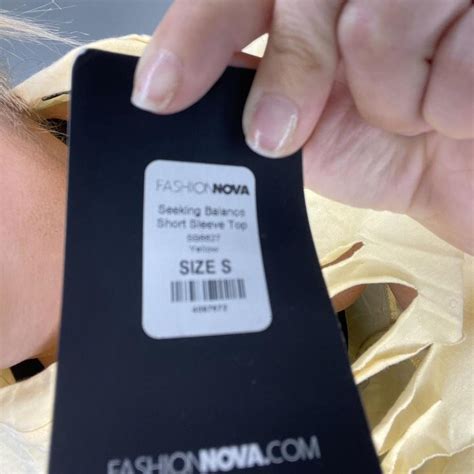 FASHIONNOVA
Seeking Balance
Short Sleeve Top
Yellow
SIZE S
FASHIONNOVA.COM